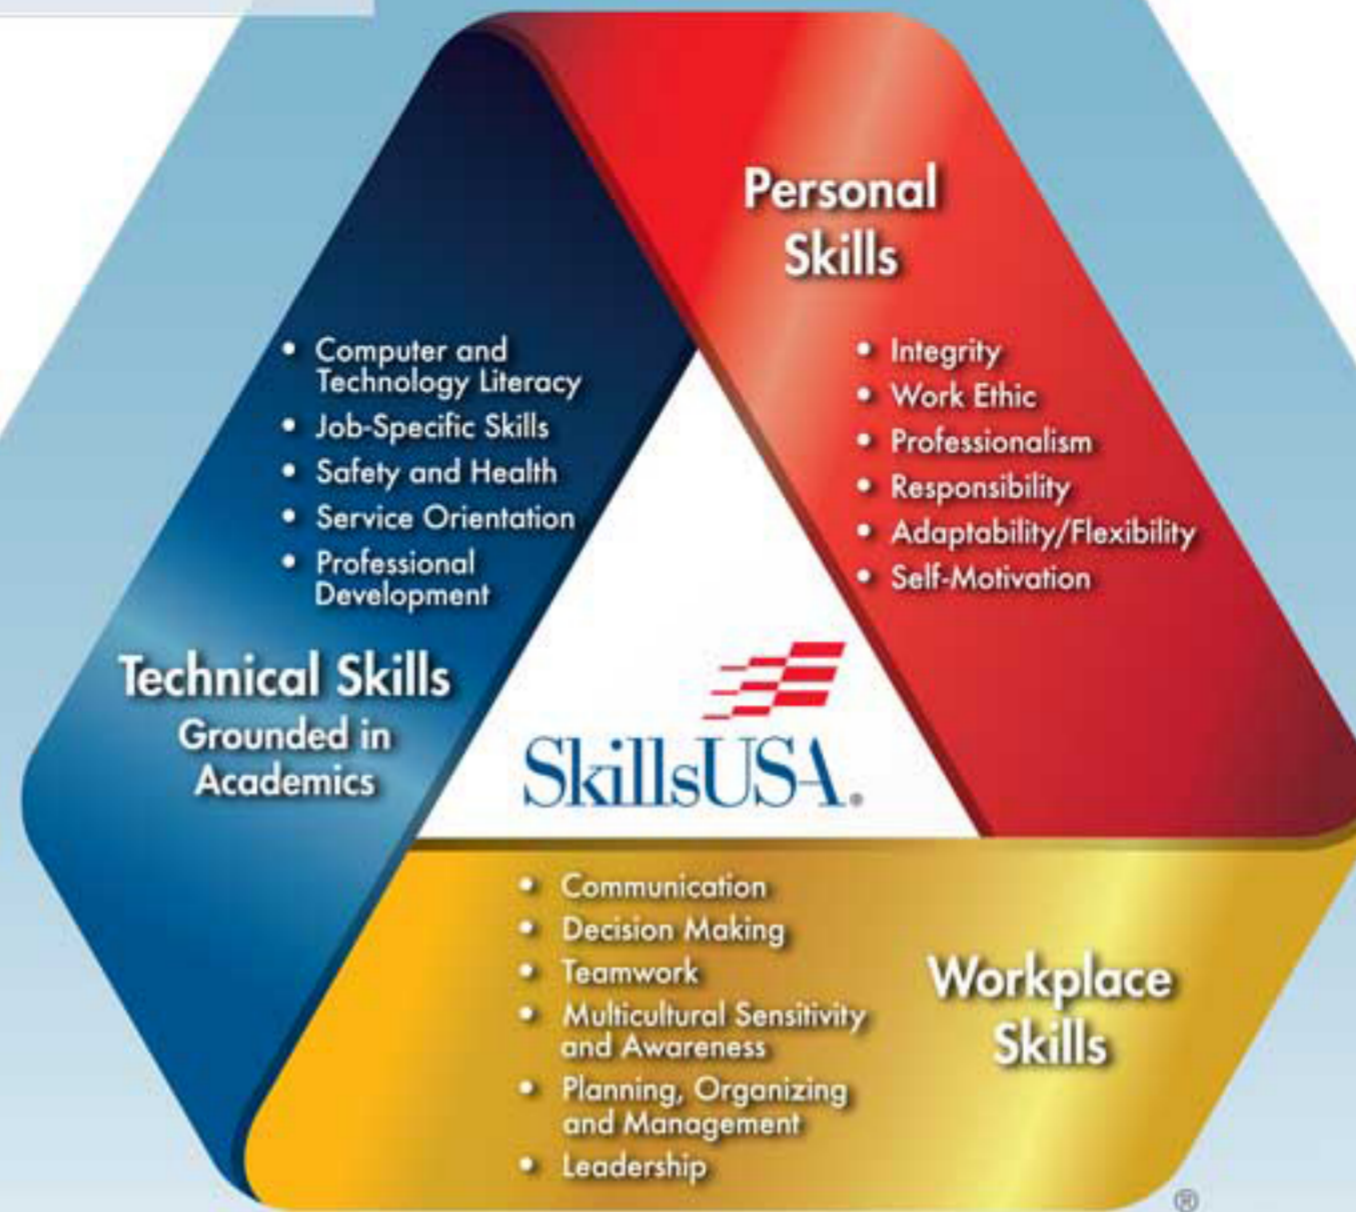 Personal
Skills
• Integrity
• Work Ethic
• Professionalism
• Responsibility
• Adaptability/Flexibility
• Self-Motivation
• Computer and
Technology Literacy
• Job-Specific Skills
• Safety and Health
• Service Orientation
• Professional
Development
Technical Skills
Grounded in
Academics
SkillsUSA®
• Communication
• Decision Making
• Teamwork
• Multicultural Sensitivity
and Awareness
• Planning, Organizing
and Management
• Leadership
Workplace
Skills
®